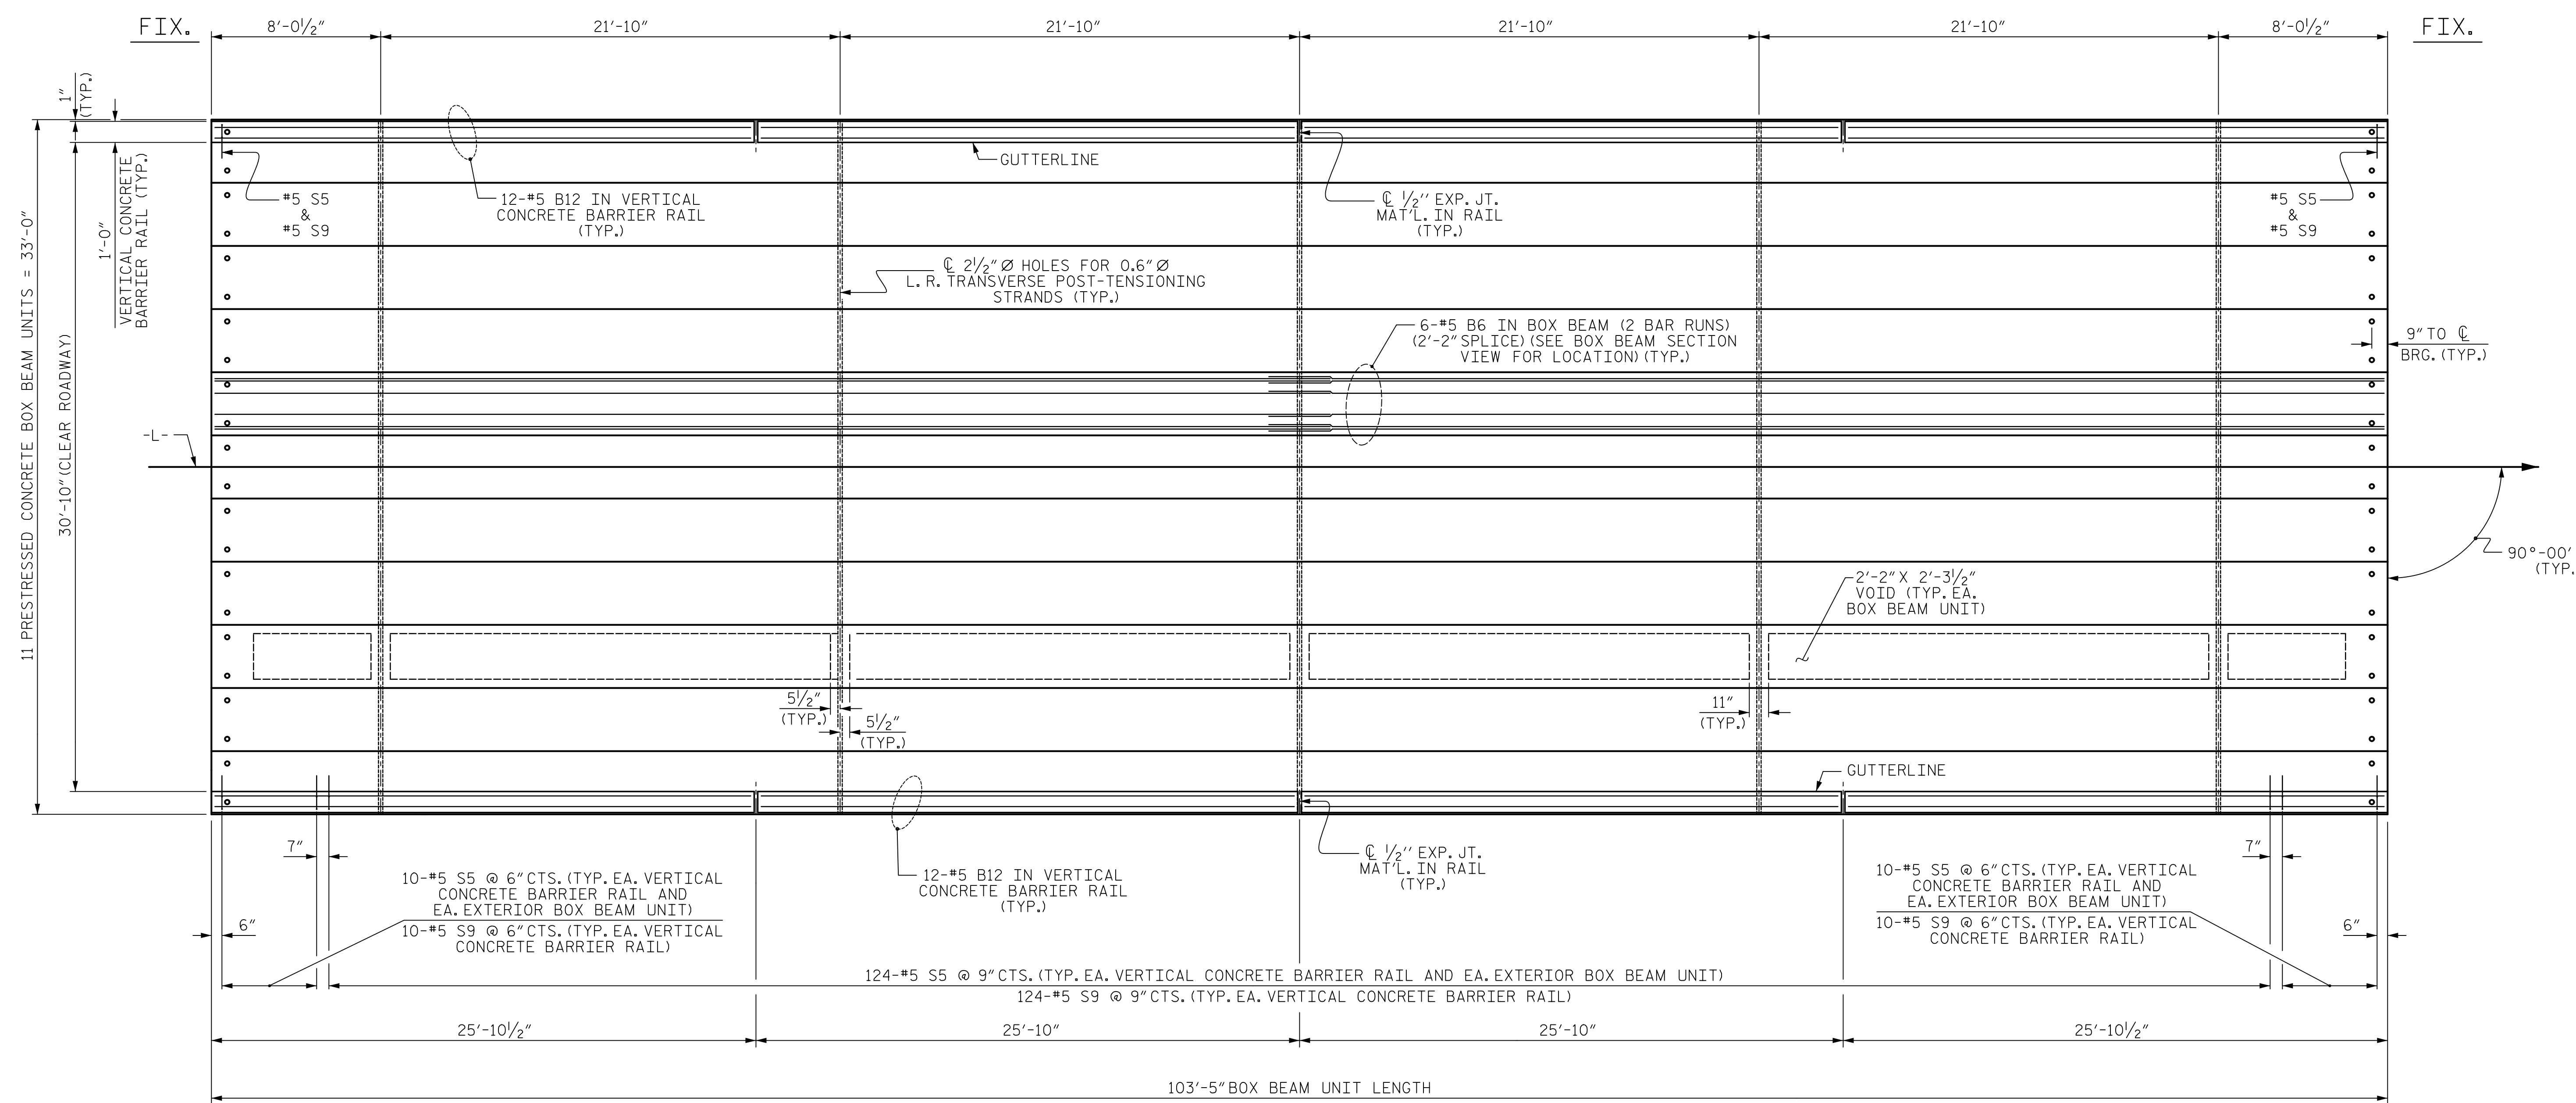 FIX.
8'-0½"
21'-10"
21'-10"
21'-10"
21'-10"
8'-0½"
FIX.
1"
(TYP.)
GUTTERLINE
1'-0"
VERTICAL CONCRETE
BARRIER RAIL (TYP.)
#5 S5
&
#5 S9
12-#5 B12 IN VERTICAL
CONCRETE BARRIER RAIL
(TYP.)
℄ ½" EXP. JT.
MAT'L. IN RAIL
(TYP.)
#5 S5
&
#5 S9
℄ 2½" Ø HOLES FOR 0.6" Ø
L.R. TRANSVERSE POST-TENSIONING
STRANDS (TYP.)
6-#5 B6 IN BOX BEAM (2 BAR RUNS)
(2'-2" SPLICE) (SEE BOX BEAM SECTION
VIEW FOR LOCATION) (TYP.)
9" TO ℄
BRG. (TYP.)
11 PRESTRESSED CONCRETE BOX BEAM UNITS = 33'-0"
30'-10" (CLEAR ROADWAY)
-L-
90°-00'
(TYP.
2'-2" X 2'-3½"
VOID (TYP. EA.
BOX BEAM UNIT)
5½"
(TYP.)
5½"
(TYP.)
11"
(TYP.)
GUTTERLINE
7"
10-#5 S5 @ 6" CTS. (TYP. EA. VERTICAL
CONCRETE BARRIER RAIL AND
EA. EXTERIOR BOX BEAM UNIT)
10-#5 S9 @ 6" CTS. (TYP. EA. VERTICAL
CONCRETE BARRIER RAIL)
6"
12-#5 B12 IN VERTICAL
CONCRETE BARRIER RAIL
(TYP.)
℄ ½" EXP. JT.
MAT'L. IN RAIL
(TYP.)
7"
10-#5 S5 @ 6" CTS. (TYP. EA. VERTICAL
CONCRETE BARRIER RAIL AND
EA. EXTERIOR BOX BEAM UNIT)
10-#5 S9 @ 6" CTS. (TYP. EA. VERTICAL
CONCRETE BARRIER RAIL)
6"
124-#5 S5 @ 9" CTS. (TYP. EA. VERTICAL CONCRETE BARRIER RAIL AND EA. EXTERIOR BOX BEAM UNIT)
124-#5 S9 @ 9" CTS. (TYP. EA. VERTICAL CONCRETE BARRIER RAIL)
25'-10½"
25'-10"
25'-10"
25'-10½"
103'-5" BOX BEAM UNIT LENGTH